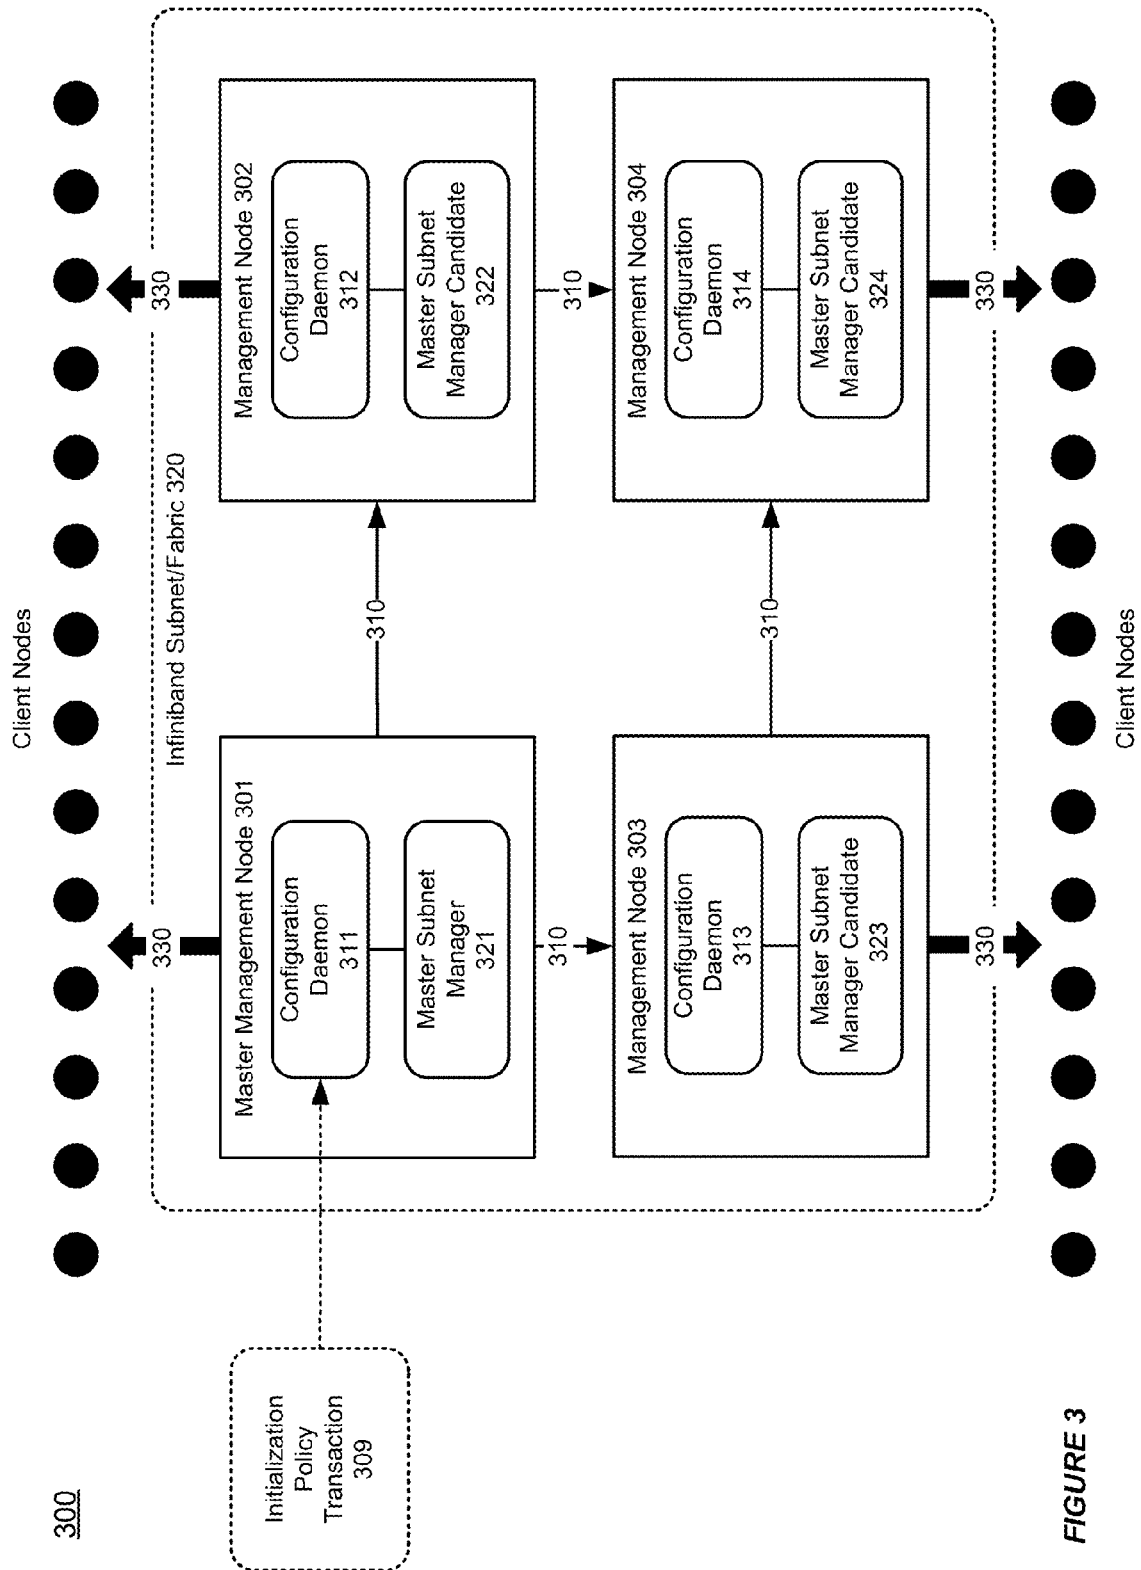 300
Client Nodes
Infiniband Subnet/Fabric 320
330
330
Initialization
Policy
Transaction
309
Master Management Node 301
Configuration
Daemon
311
Master Subnet
Manager
321
310
Management Node 302
Configuration
Daemon
312
Master Subnet
Manager Candidate
322
310
310
Management Node 303
Configuration
Daemon
313
Master Subnet
Manager Candidate
323
310
Management Node 304
Configuration
Daemon
314
Master Subnet
Manager Candidate
324
330
330
Client Nodes
FIGURE 3